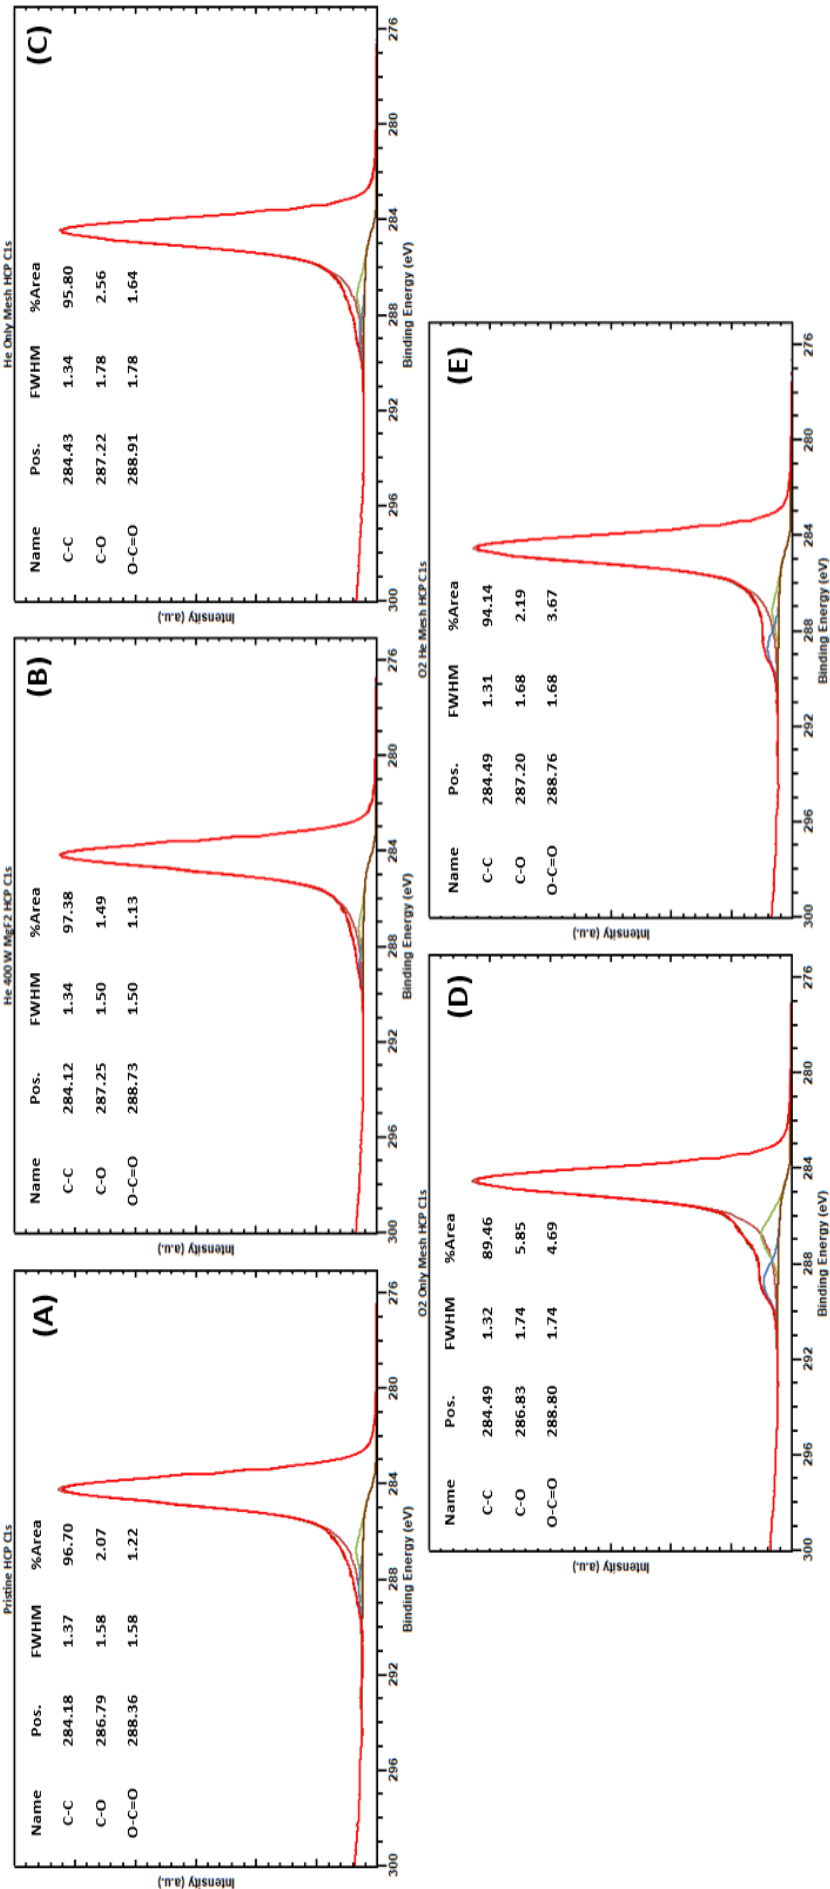 Pristine HCP C1s
(A)
Name Pos. FWHM %Area
C-C 284.18 1.37 96.70
C-O 286.79 1.58 2.07
O-C=O 288.36 1.58 1.22
Intensity (a.u.)
300 296 292 288 284 280 276
Binding Energy (eV)
He 400 W MgF2 HCP C1s
(B)
Name Pos. FWHM %Area
C-C 284.12 1.34 97.38
C-O 287.25 1.50 1.49
O-C=O 288.73 1.50 1.13
Intensity (a.u.)
300 296 292 288 284 280 276
Binding Energy (eV)
He Only Mesh HCP C1s
(C)
Name Pos. FWHM %Area
C-C 284.43 1.34 95.80
C-O 287.22 1.78 2.56
O-C=O 288.91 1.78 1.64
Intensity (a.u.)
300 296 292 288 284 280 276
Binding Energy (eV)
O2 Only Mesh HCP C1s
(D)
Name Pos. FWHM %Area
C-C 284.49 1.32 89.46
C-O 286.83 1.74 5.85
O-C=O 288.80 1.74 4.69
Intensity (a.u.)
300 296 292 288 284 280 276
Binding Energy (eV)
O2 He Mesh HCP C1s
(E)
Name Pos. FWHM %Area
C-C 284.49 1.31 94.14
C-O 287.20 1.68 2.19
O-C=O 288.76 1.68 3.67
Intensity (a.u.)
300 296 292 288 284 280 276
Binding Energy (eV)